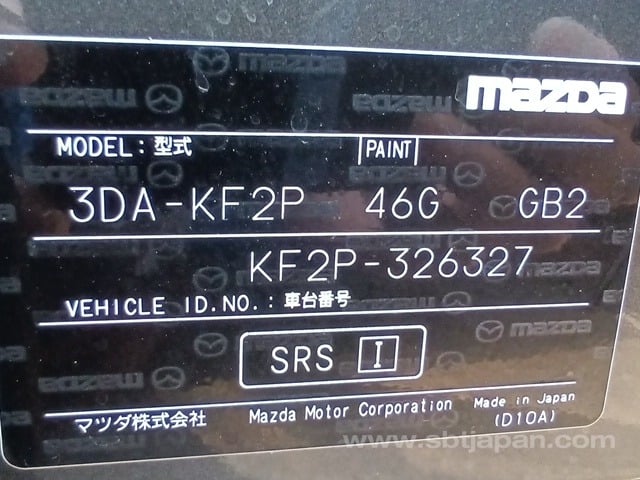 mazda
MODEL：型式 PAINT
3DA-KF2P 46G GB2
KF2P-326327
VEHICLE ID.NO.：車台番号
SRS I
マツダ株式会社 Mazda Motor Corporation Made in Japan
(D10A)
www.sbtjapan.com